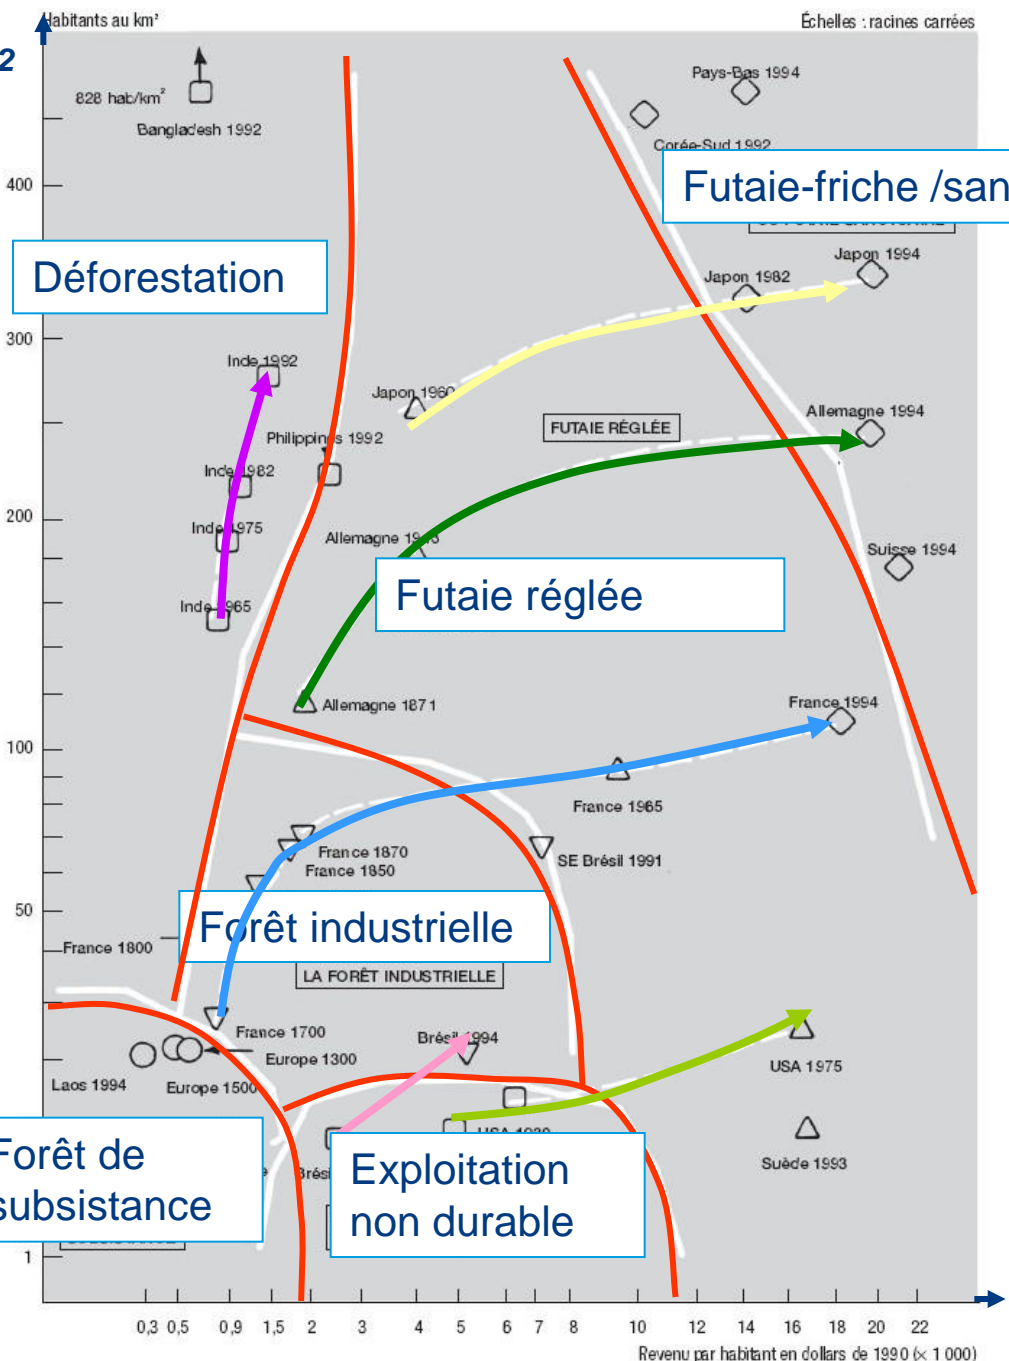 Habitants au km²
Échelles : racines carrées
2
Pays-Bas 1994
828 hab/km²
Bangladesh 1992
Corée-Sud 1992
400
Futaie-friche /san
Japon 1994
Déforestation
Japon 1982
300
Inde 1992
Japon 1960
Allemagne 1994
FUTAIE RÉGLÉE
Philippines 1992
Inde 1982
200
Inde 1975
Allemagne
Suisse 1994
Futaie réglée
Inde 1965
Allemagne 1871
France 1994
100
France 1965
France 1870
SE Brésil 1991
France 1850
50
Forêt industrielle
France 1800
LA FORÊT INDUSTRIELLE
France 1700
Brésil 1994
Europe 1300
USA 1975
Laos 1994
Europe 1500
Forêt de
subsistance
Exploitation
non durable
Suède 1993
1
0,3 0,5 0,9 1,5 2 3 4 5 6 7 8 10 12 14 16 18 20 22
Revenu par habitant en dollars de 1990 (× 1 000)